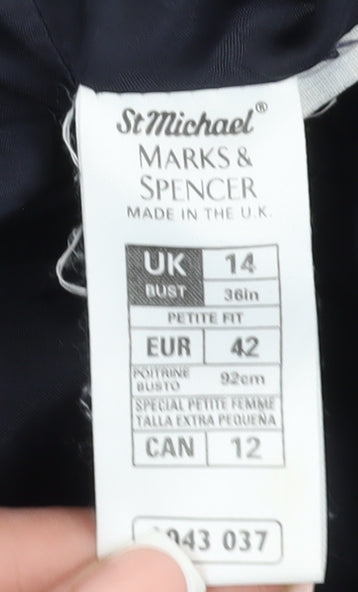 St Michael®
MARKS &
SPENCER
MADE IN THE U.K.
UK 14
BUST 36in
PETITE FIT
EUR 42
POITRINE
BUSTO 92cm
SPECIAL PETITE FEMME
TALLA EXTRA PEQUEÑA
CAN 12
037